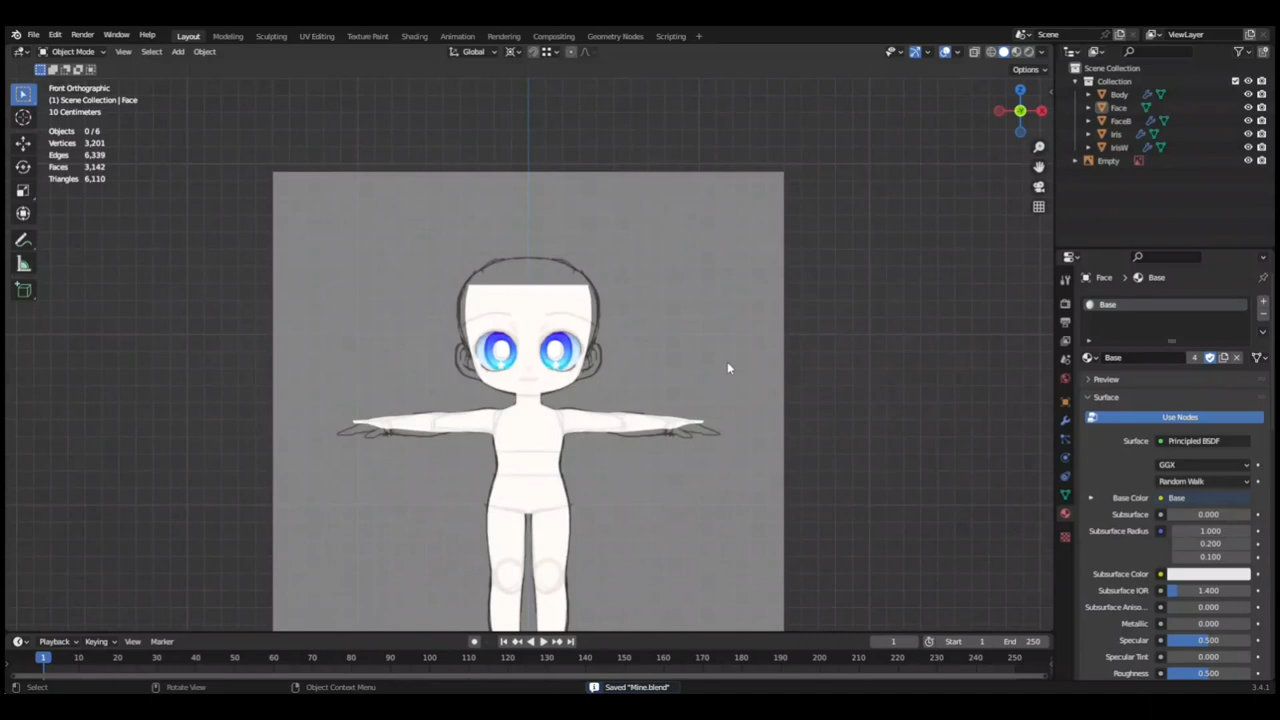 File Edit Render Window Help Layout Modeling Sculpting UV Editing Texture Paint Shading Animation Rendering Compositing Geometry Nodes Scripting + Scene ViewLayer
Object Mode View Select Add Object Global
Options
Front Orthographic
(1) Scene Collection | Face
10 Centimeters
Objects 0/6
Vertices 3,201
Edges 6,339
Faces 3,142
Triangles 6,110
Z
X
Scene Collection
Collection
Body
Face
FaceB
Iris
IrisW
Empty
Face > Base
Base
Base 4
Preview
Surface
Use Nodes
Surface Principled BSDF
GGX
Random Walk
Base Color Base
Subsurface 0.000
Subsurface Radius 1.000
0.200
0.100
Subsurface Color
Subsurface IOR 1.400
Subsurface Aniso... 0.000
Metallic 0.000
Specular 0.500
Specular Tint 0.000
Roughness 0.500
Playback Keying View Marker 1 Start 1 End 250
1 10 20 30 40 50 60 70 80 90 100 110 120 130 140 150 160 170 180 190 200 210 220 230 240 250
Select Rotate View Object Context Menu Saved "Mine.blend" 3.4.1